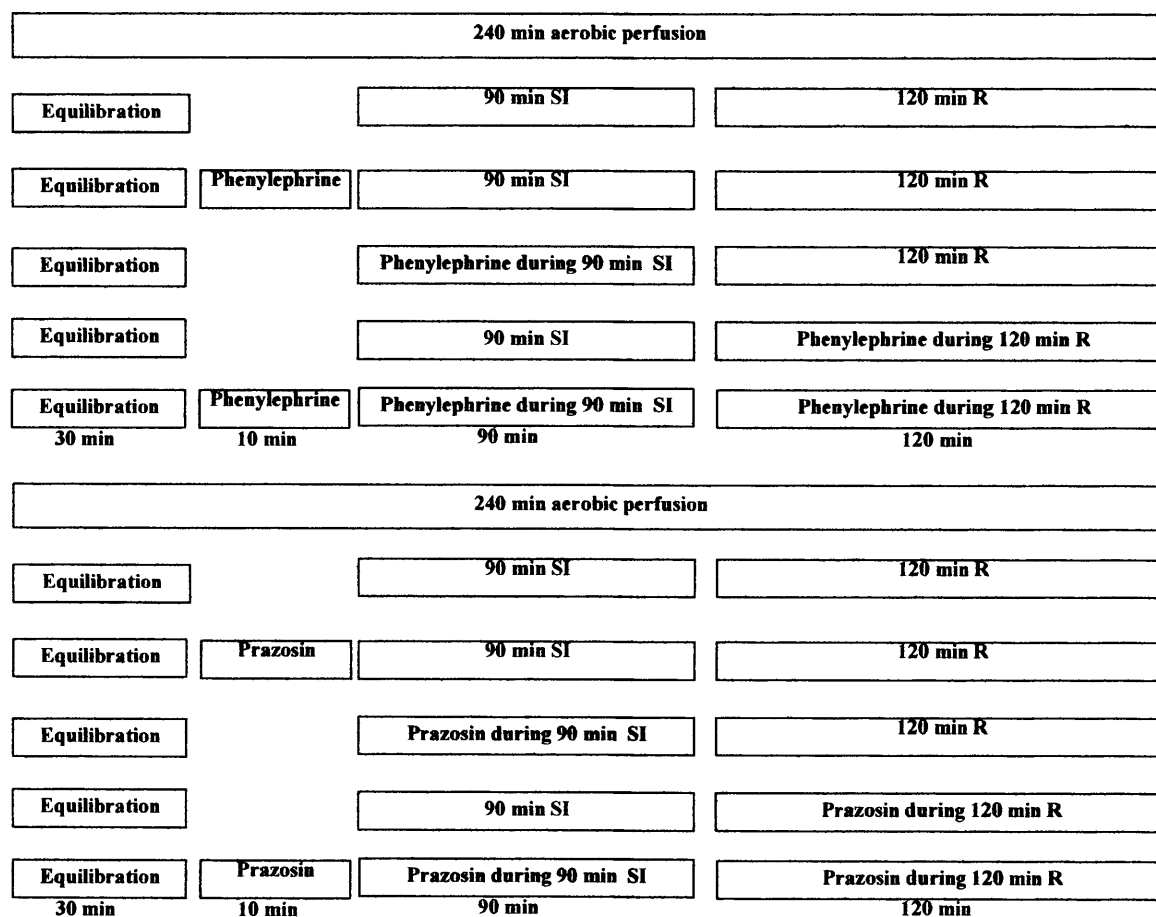 240 min aerobic perfusion
Equilibration 90 min SI 120 min R
Equilibration Phenylephrine 90 min SI 120 min R
Equilibration Phenylephrine during 90 min SI 120 min R
Equilibration 90 min SI Phenylephrine during 120 min R
Equilibration Phenylephrine Phenylephrine during 90 min SI Phenylephrine during 120 min R
30 min 10 min 90 min 120 min
240 min aerobic perfusion
Equilibration 90 min SI 120 min R
Equilibration Prazosin 90 min SI 120 min R
Equilibration Prazosin during 90 min SI 120 min R
Equilibration 90 min SI Prazosin during 120 min R
Equilibration Prazosin Prazosin during 90 min SI Prazosin during 120 min R
30 min 10 min 90 min 120 min